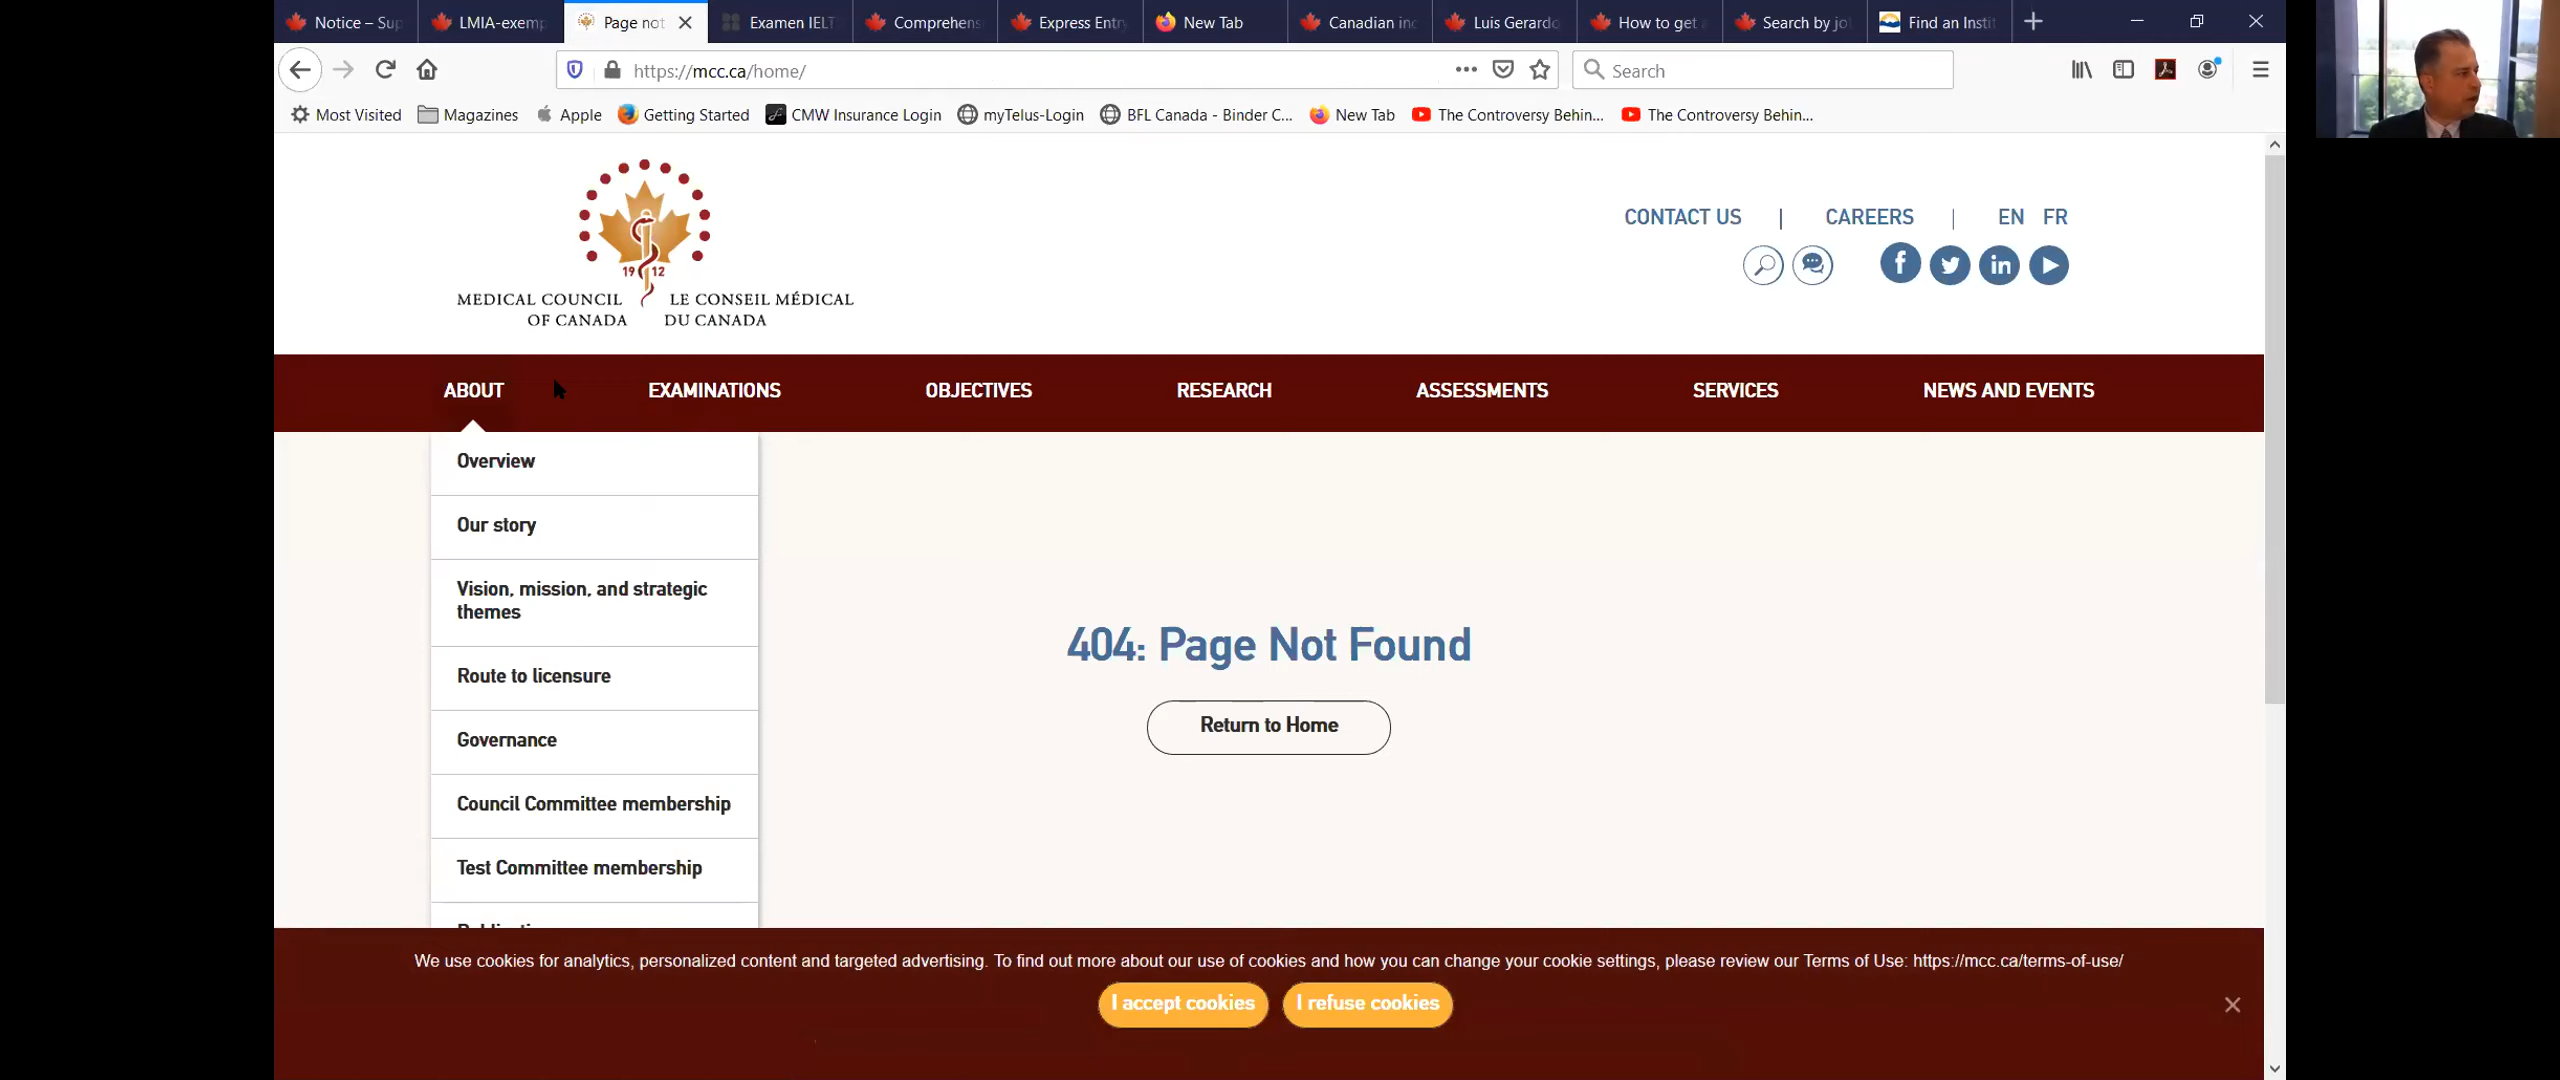 Notice – Sup
LMIA-exemp
Page not
Examen IELT
Comprehens
Express Entry
New Tab
Canadian inc
Luis Gerardo
How to get a
Search by jo
Find an Instit
https://mcc.ca/home/
Search
Most Visited
Magazines
Apple
Getting Started
CMW Insurance Login
myTelus-Login
BFL Canada - Binder C...
New Tab
The Controversy Behin...
The Controversy Behin...
1912
MEDICAL COUNCIL
OF CANADA
LE CONSEIL MÉDICAL
DU CANADA
CONTACT US | CAREERS | EN FR
ABOUT
EXAMINATIONS
OBJECTIVES
RESEARCH
ASSESSMENTS
SERVICES
NEWS AND EVENTS
Overview
Our story
Vision, mission, and strategic
themes
Route to licensure
Governance
Council Committee membership
Test Committee membership
404: Page Not Found
Return to Home
We use cookies for analytics, personalized content and targeted advertising. To find out more about our use of cookies and how you can change your cookie settings, please review our Terms of Use: https://mcc.ca/terms-of-use/
I accept cookies
I refuse cookies